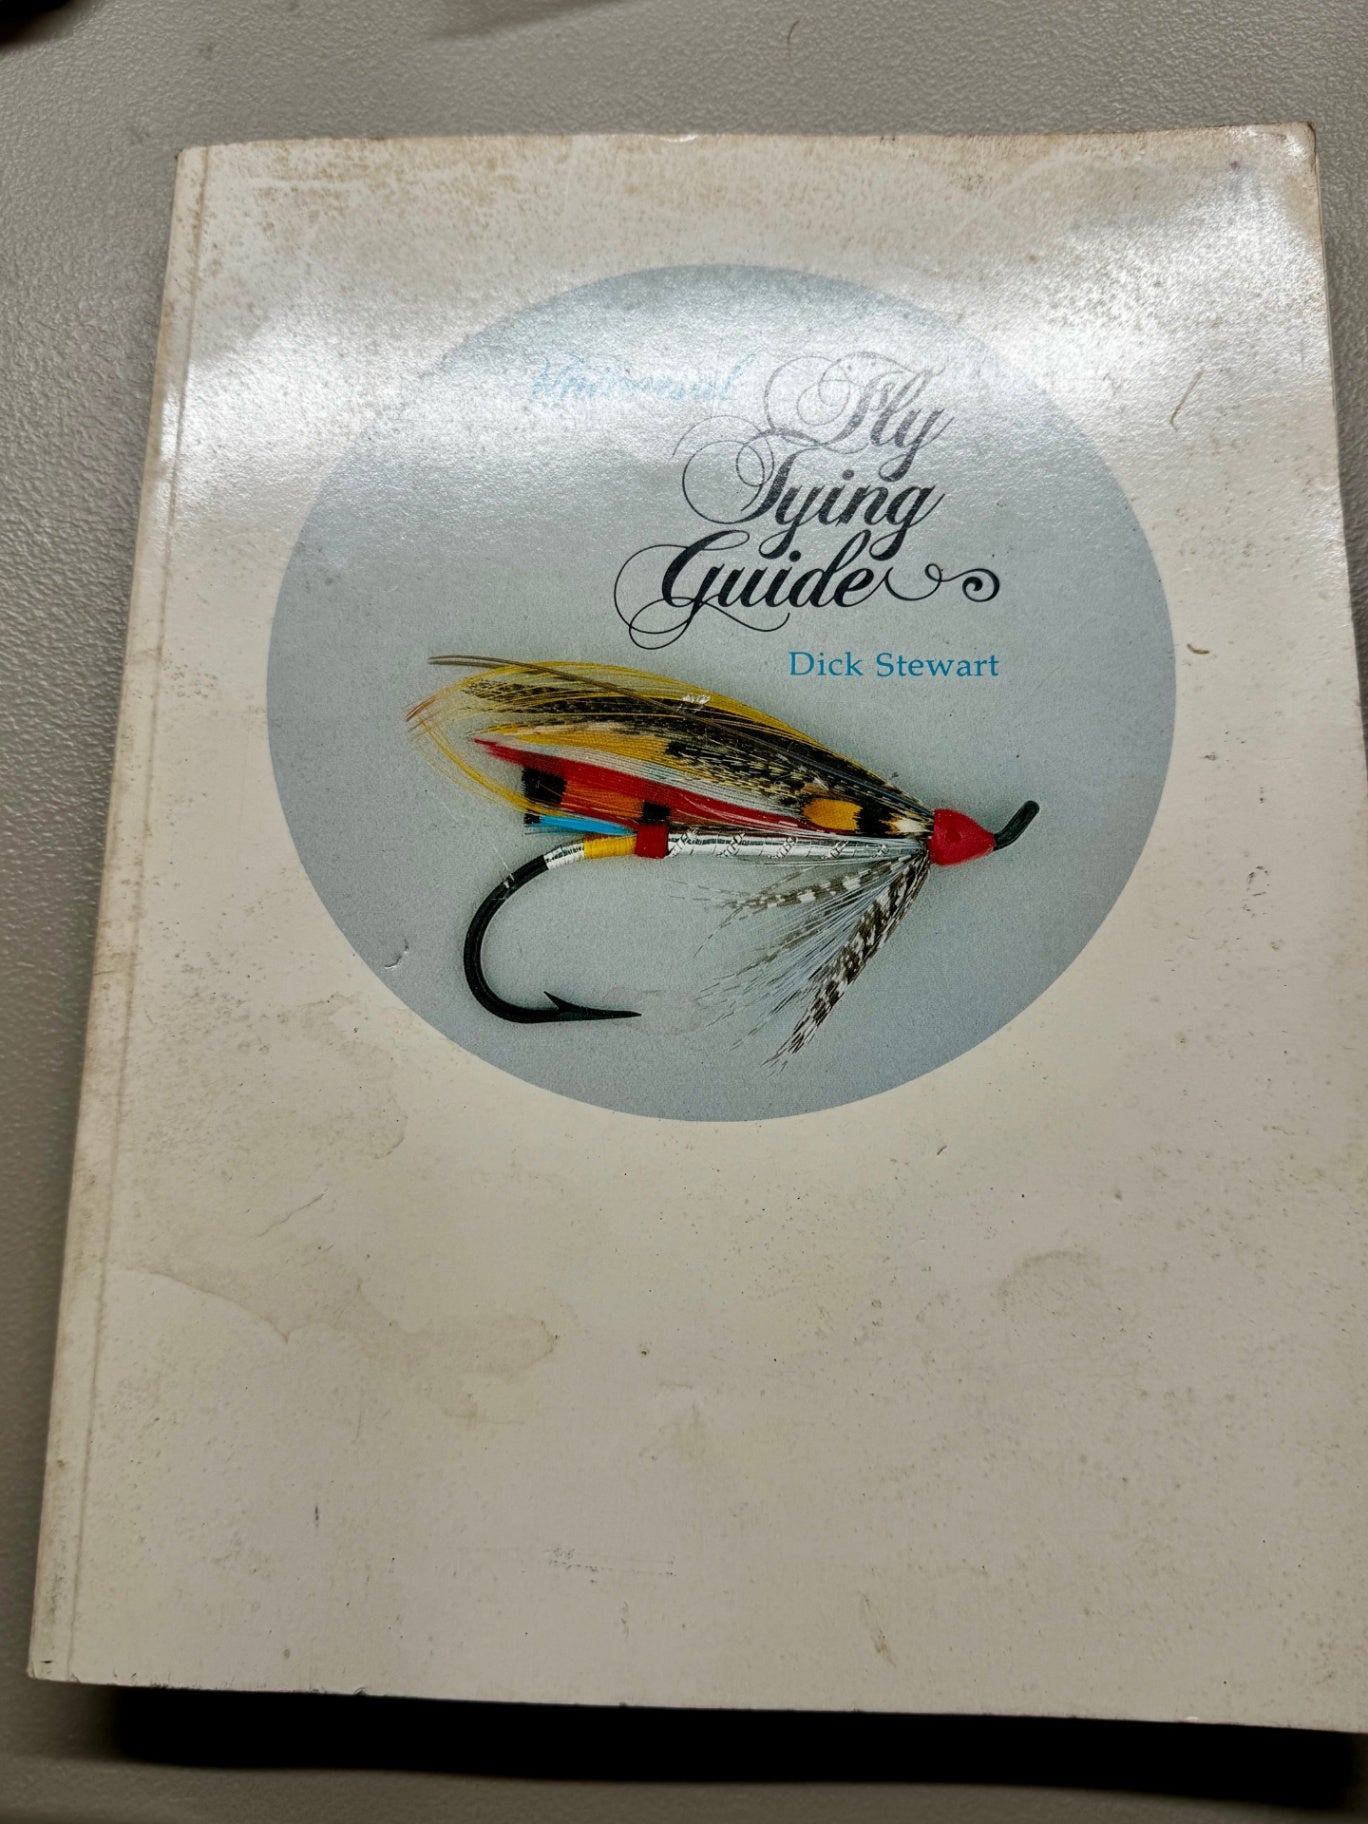 Universal
Fly
Tying
Guide
Dick Stewart